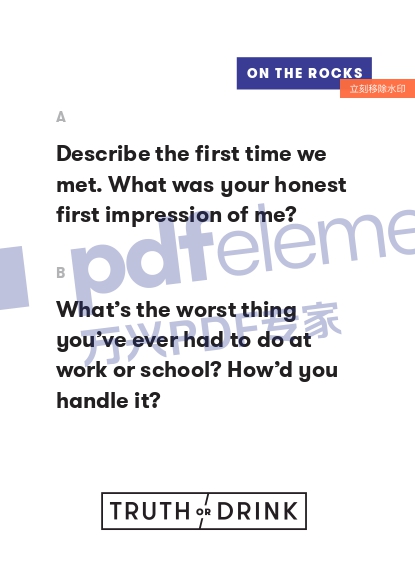 ON THE ROCKS
立刻移除水印
A
Describe the first time we
met. What was your honest
first impression of me?
pdfeleme
B
What's the worst thing
万兴PDF专家
you've ever had to do at
work or school? How'd you
handle it?
TRUTH OR DRINK